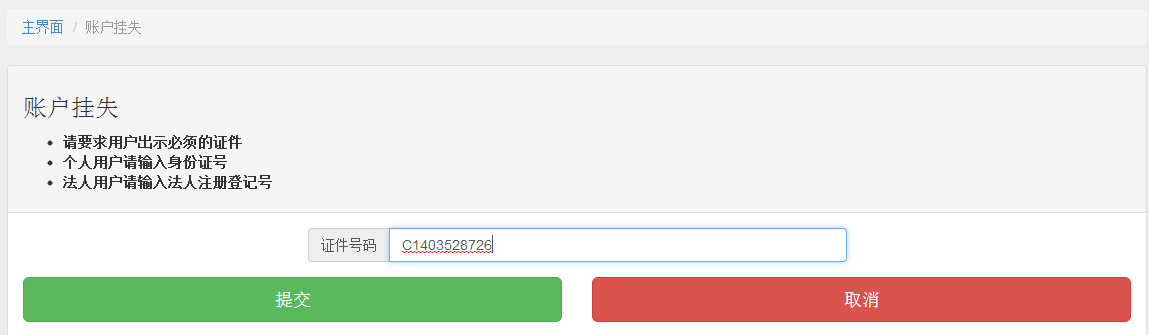 主界面 / 账户挂失
账户挂失
请要求用户出示必须的证件
个人用户请输入身份证号
法人用户请输入法人注册登记号
证件号码 C1403528726
提交 取消